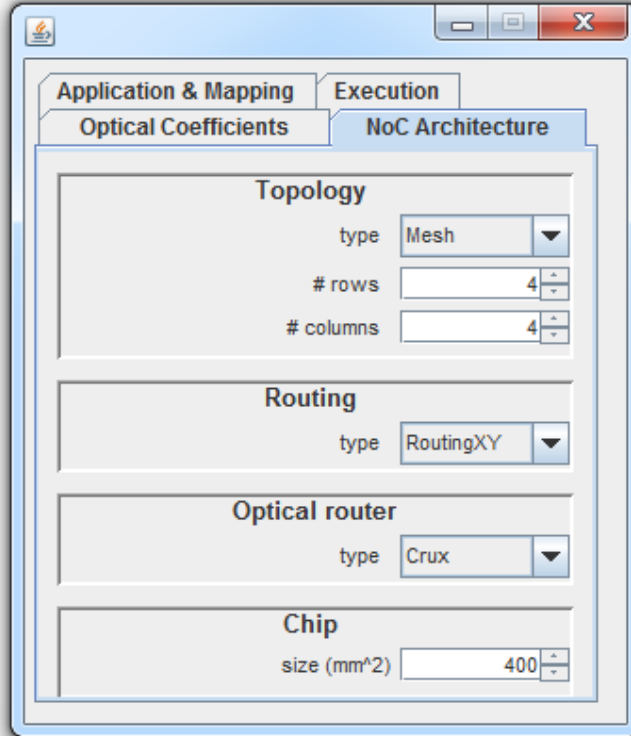 Application & Mapping Execution
Optical Coefficients NoC Architecture
Topology
type Mesh
# rows 4
# columns 4
Routing
type RoutingXY
Optical router
type Crux
Chip
size (mm^2) 400